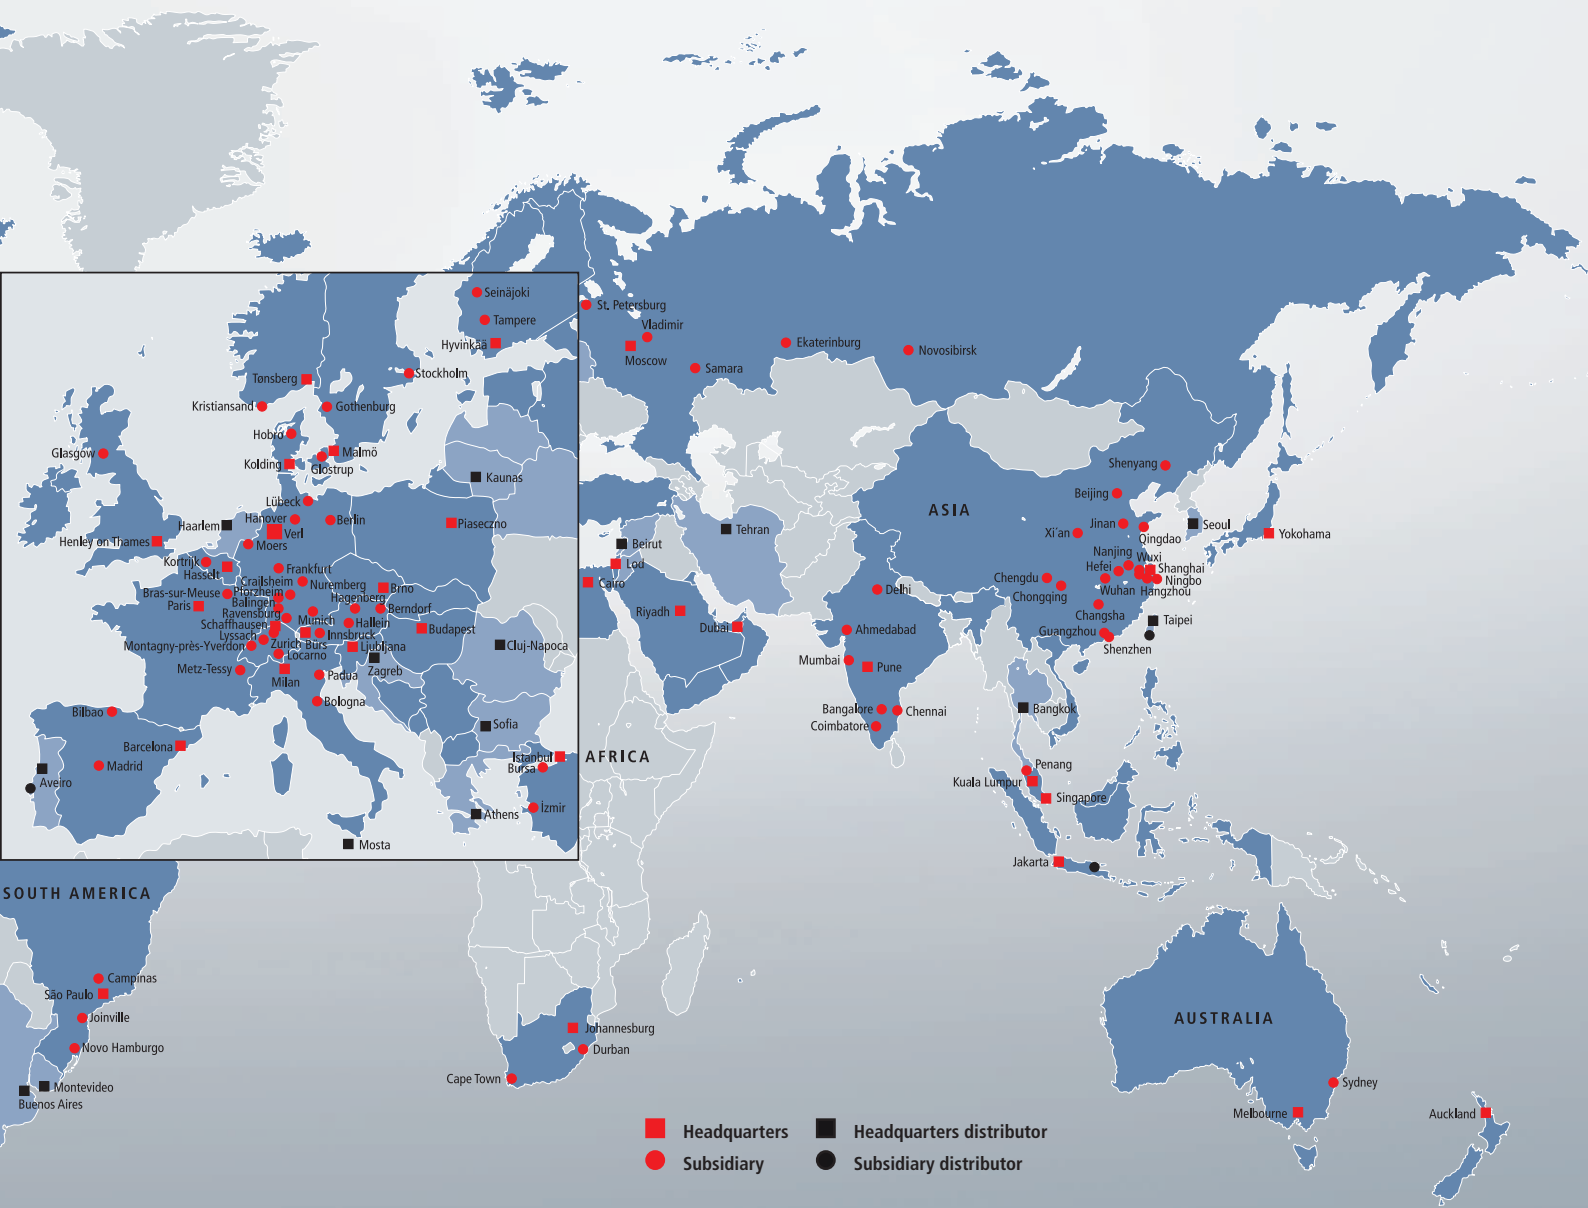 Seinäjoki
Tampere
Hyvinkää
Stockholm
Tønsberg
Kristiansand
Gothenburg
Hobro
Malmö
Kolding
Glostrup
Glasgow
Kaunas
Lübeck
Haarlem
Hanover
Berlin
Verl
Piaseczno
Henley on Thames
Moers
Kortrijk
Hasselt
Frankfurt
Crailsheim
Nuremberg
Bras-sur-Meuse
Pforzheim
Brno
Hagenberg
Paris
Balingen
Berndorf
Ravensburg
Munich
Hallein
Schaffhausen
Budapest
Lyssach
Innsbruck
Montagny-près-Yverdon
Zurich
Bürs
Ljubljana
Cluj-Napoca
Locarno
Metz-Tessy
Zagreb
Milan
Padua
Bologna
Bilbao
Sofia
Barcelona
Istanbul
Madrid
Bursa
Aveiro
İzmir
Athens
Mosta
St. Petersburg
Vladimir
Moscow
Samara
Ekaterinburg
Novosibirsk
ASIA
Shenyang
Beijing
Jinan
Qingdao
Xi´an
Seoul
Yokohama
Nanjing
Wuxi
Hefei
Shanghai
Chengdu
Ningbo
Chongqing
Wuhan
Hangzhou
Changsha
Taipei
Guangzhou
Shenzhen
Tehran
Beirut
Lod
Cairo
Riyadh
Dubai
Delhi
Ahmedabad
Mumbai
Pune
Bangalore
Chennai
Coimbatore
Bangkok
Penang
Kuala Lumpur
Singapore
Jakarta
AFRICA
SOUTH AMERICA
Campinas
São Paulo
Joinville
Novo Hamburgo
Montevideo
Buenos Aires
Johannesburg
Durban
Cape Town
AUSTRALIA
Sydney
Melbourne
Auckland
Headquarters
Headquarters distributor
Subsidiary
Subsidiary distributor